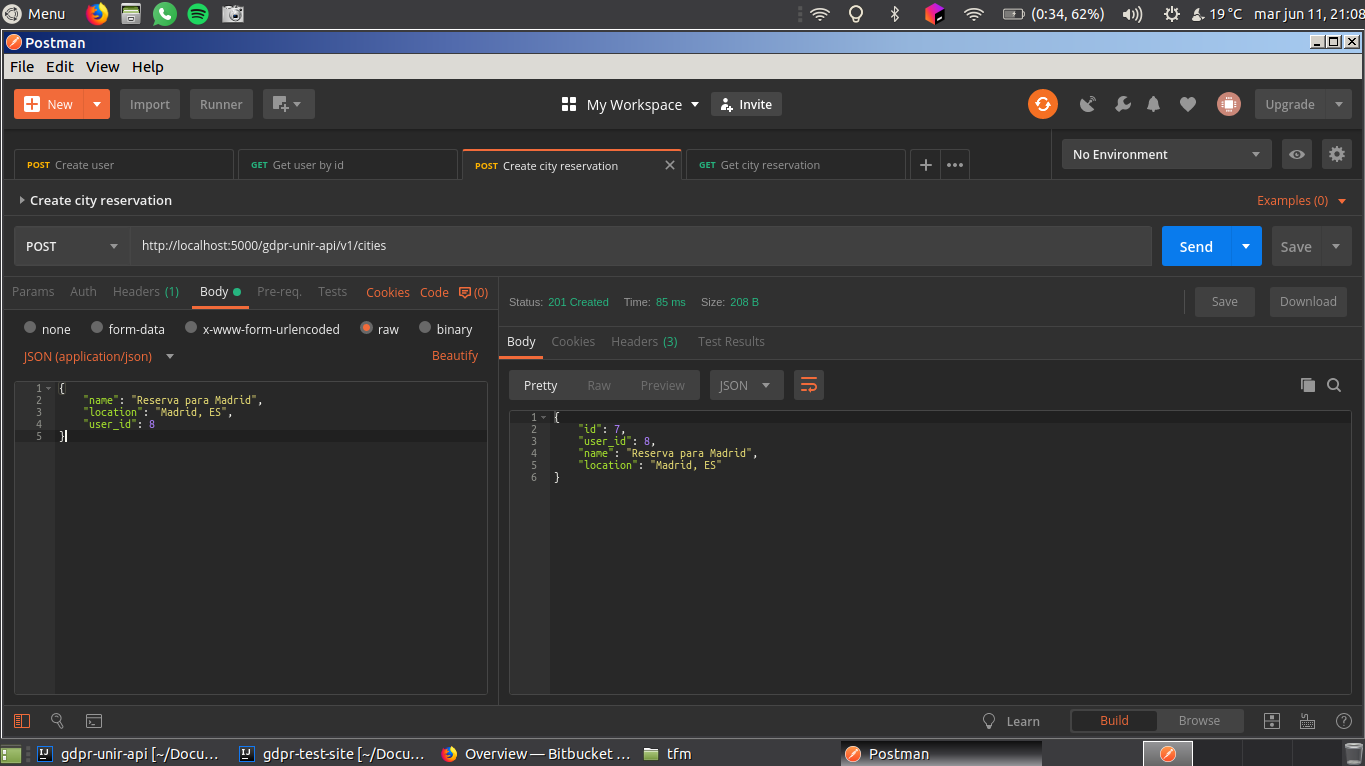 Menu (0:34, 62%) 19 °C mar jun 11, 21:08
Postman
File Edit View Help
New Import Runner My Workspace Invite Upgrade
POST Create user GET Get user by id POST Create city reservation GET Get city reservation No Environment
Create city reservation Examples (0)
POST http://localhost:5000/gdpr-unir-api/v1/cities Send Save
Params Auth Headers (1) Body Pre-req. Tests Cookies Code (0)
none form-data x-www-form-urlencoded raw binary
JSON (application/json) Beautify
1 {
2 "name": "Reserva para Madrid",
3 "location": "Madrid, ES",
4 "user_id": 8
5 }
Status: 201 Created Time: 85 ms Size: 208 B Save Download
Body Cookies Headers (3) Test Results
Pretty Raw Preview JSON
1 {
2 "id": 7,
3 "user_id": 8,
4 "name": "Reserva para Madrid",
5 "location": "Madrid, ES"
6 }
Learn Build Browse
IJ gdpr-unir-api [~/Docu... IJ gdpr-test-site [~/Docu... Overview — Bitbucket ... tfm Postman